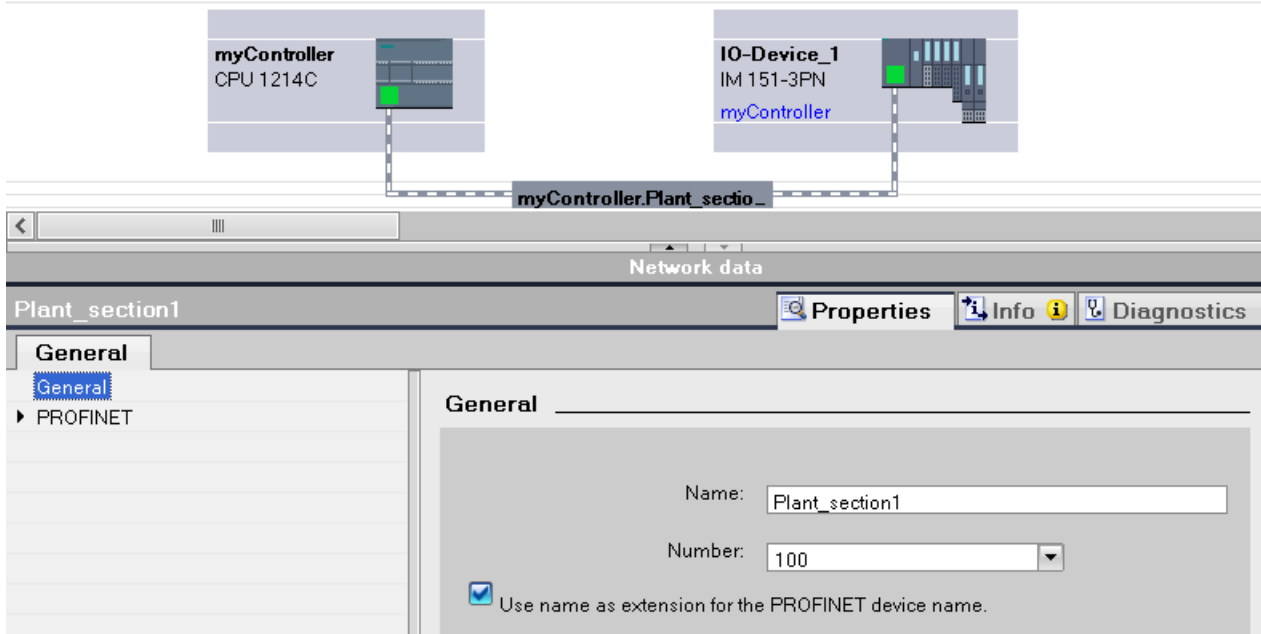 myController
CPU 1214C
IO-Device_1
IM 151-3PN
myController
myController.Plant_sectio_
Network data
Plant_section1
Properties
Info
Diagnostics
General
General
PROFINET
General
Name:
Plant_section1
Number:
100
Use name as extension for the PROFINET device name.